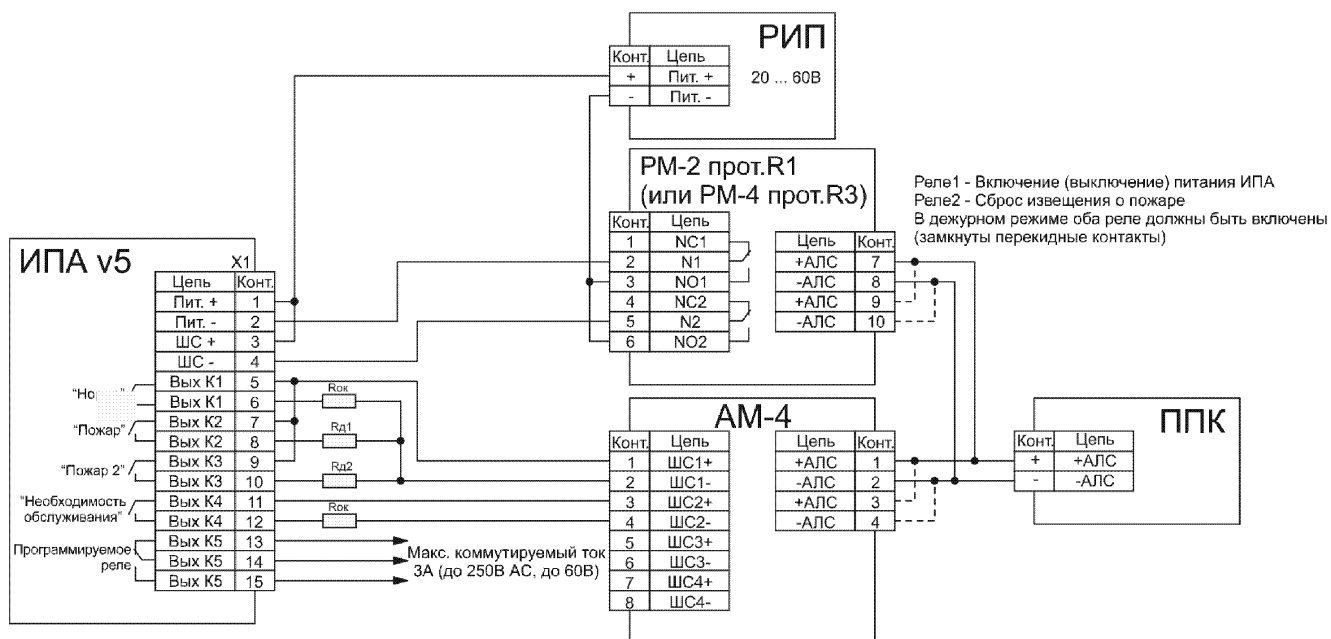 РИП
Конт. Цепь
+ Пит. +
- Пит. -
20 ... 60В
РМ-2 прот.R1
(или РМ-4 прот.R3)
Конт. Цепь
1 NC1
2 N1
3 NO1
4 NC2
5 N2
6 NO2
Цепь Конт.
+АЛС 7
-АЛС 8
+АЛС 9
-АЛС 10
Реле1 - Включение (выключение) питания ИПА
Реле2 - Сброс извещения о пожаре
В дежурном режиме оба реле должны быть включены
(замкнуты перекидные контакты)
ИПА v5
X1
Цепь Конт.
Пит. + 1
Пит. - 2
ШС + 3
ШС - 4
Вых К1 5
Вых К1 6
Вых К2 7
Вых К2 8
Вых К3 9
Вых К3 10
Вых К4 11
Вых К4 12
Вых К5 13
Вых К5 14
Вых К5 15
"Пожар"
"Пожар 2"
"Необходимость
обслуживания"
Программируемое
реле
Rок
Rд1
Rд2
Rок
Макс. коммутируемый ток
3А (до 250В АС, до 60В)
АМ-4
Конт. Цепь
1 ШС1+
2 ШС1-
3 ШС2+
4 ШС2-
5 ШС3+
6 ШС3-
7 ШС4+
8 ШС4-
Цепь Конт.
+АЛС 1
-АЛС 2
+АЛС 3
-АЛС 4
ППК
Конт. Цепь
+ +АЛС
- -АЛС